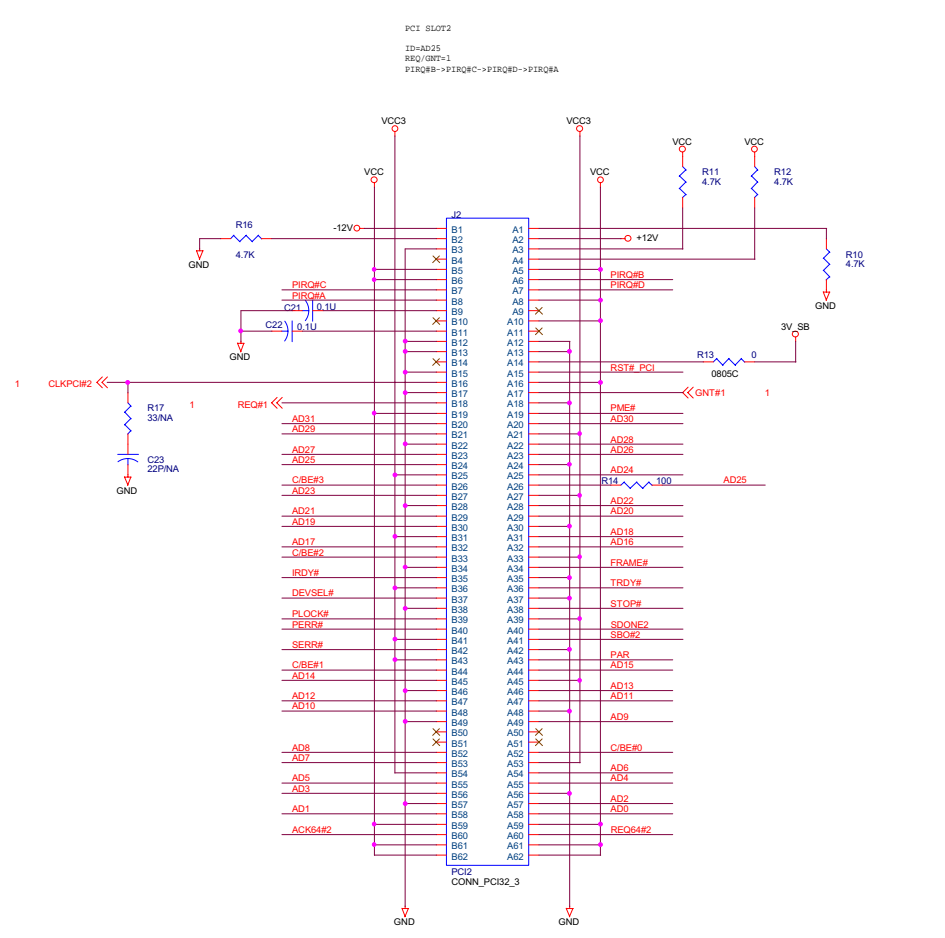 PCI SLOT2
ID=AD25
REQ/GNT=1
PIRQ#B->PIRQ#C->PIRQ#D->PIRQ#A
VCC3 VCC3
VCC VCC
VCC VCC
R11 4.7K
R12 4.7K
J2
R16
4.7K
GND
-12V
+12V
R10
4.7K
GND
B1 A1
B2 A2
B3 A3
B4 A4
B5 A5
PIRQ#B
B6 A6
PIRQ#C B7 A7 PIRQ#D
PIRQ#A B8 A8
C21 0.1U B9 A9
B10 A10
C22 0.1U B11 A11
GND
3V_SB
B12 A12
B13 A13
B14 A14 R13 0
0805C
B15 A15 RST#_PCI
1 CLKPCI#2 B16 A16
B17 A17 GNT#1 1
1 REQ#1 B18 A18
R17
33/NA
C23
22P/NA
GND
B19 A19 PME#
AD31 B20 A20 AD30
AD29 B21 A21
B22 A22 AD28
AD27 B23 A23 AD26
AD25 B24 A24
B25 A25 AD24
C/BE#3 B26 A26 R14 100 AD25
AD23 B27 A27
B28 A28 AD22
AD21 B29 A29 AD20
AD19 B30 A30
B31 A31 AD18
AD17 B32 A32 AD16
C/BE#2 B33 A33
B34 A34 FRAME#
IRDY# B35 A35
B36 A36 TRDY#
DEVSEL# B37 A37
B38 A38 STOP#
PLOCK# B39 A39
PERR# B40 A40 SDONE2
B41 A41 SBO#2
SERR# B42 A42
B43 A43 PAR
C/BE#1 B44 A44 AD15
AD14 B45 A45
B46 A46 AD13
AD12 B47 A47 AD11
AD10 B48 A48
B49 A49 AD9
B50 A50
B51 A51
AD8 B52 A52 C/BE#0
AD7 B53 A53
B54 A54 AD6
AD5 B55 A55 AD4
AD3 B56 A56
B57 A57 AD2
AD1 B58 A58 AD0
B59 A59
ACK64#2 B60 A60 REQ64#2
B61 A61
B62 A62
PCI2
CONN_PCI32_3
GND GND